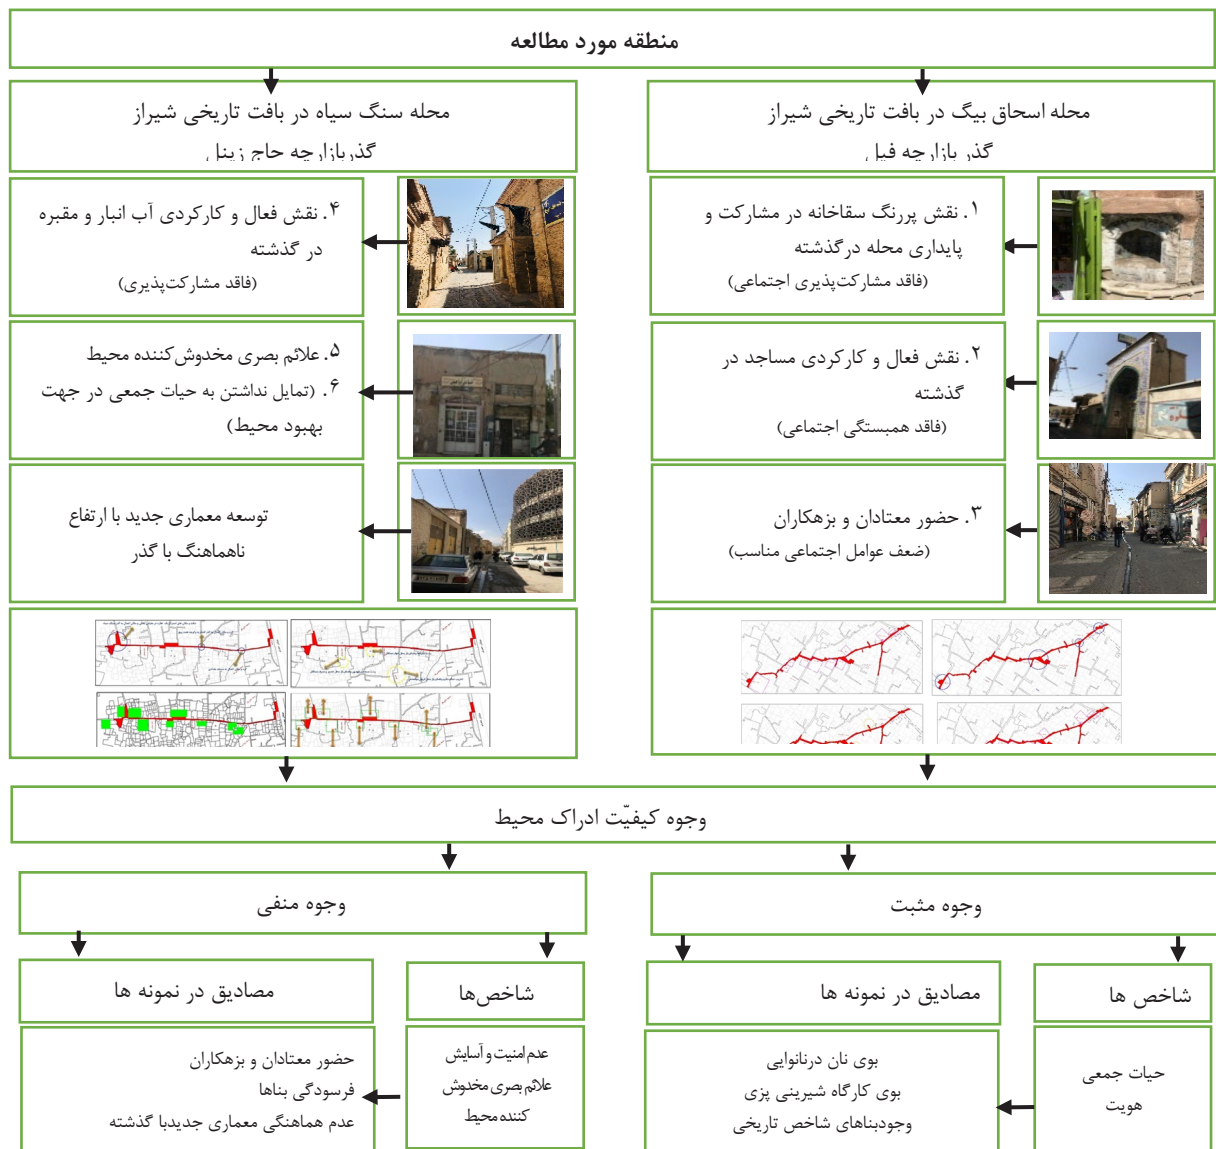 منطقه مورد مطالعه
محله اسحاق بیگ در بافت تاریخی شیراز
گذر بازارچه فیل
محله سنگ سیاه در بافت تاریخی شیراز
گذربازارچه حاج زینل
۱. نقش پررنگ سقاخانه در مشارکت و
پایداری محله درگذشته
(فاقد مشارکت‌پذیری اجتماعی)
۲. نقش فعال و کارکردی مساجد در
گذشته
(فاقد همبستگی اجتماعی)
۳. حضور معتادان و بزهکاران
(ضعف عوامل اجتماعی مناسب)
۴. نقش فعال و کارکردی آب انبار و مقبره
در گذشته
(فاقد مشارکت‌پذیری)
۵. علائم بصری مخدوش‌کننده محیط
۶. (تمایل نداشتن به حیات جمعی در جهت
بهبود محیط)
توسعه معماری جدید با ارتفاع
ناهماهنگ با گذر
وجوه کیفیّت ادراک محیط
وجوه مثبت
وجوه منفی
شاخص ها
مصادیق در نمونه ها
شاخص‌ها
مصادیق در نمونه ها
حیات جمعی
هویت
بوی نان درنانوایی
بوی کارگاه شیرینی پزی
وجودبناهای شاخص تاریخی
عدم امنیت و آسایش
علائم بصری مخدوش
کننده محیط
حضور معتادان و بزهکاران
فرسودگی بناها
عدم هماهنگی معماری جدیدبا گذشته